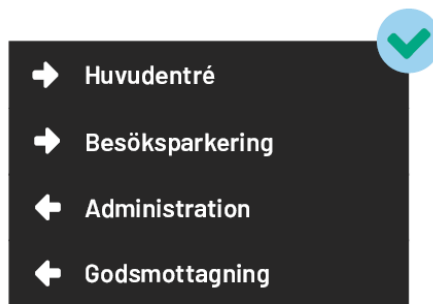 Huvudentré
Besöksparkering
Administration
Godsmottagning